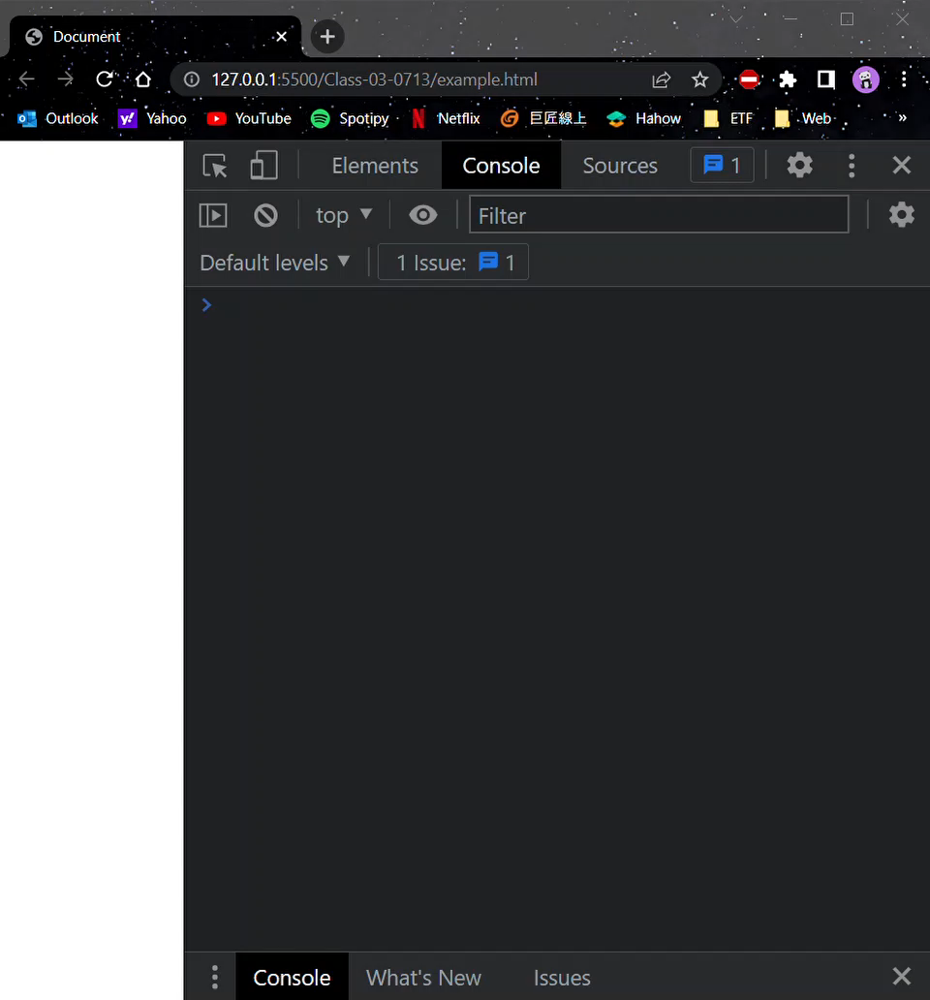 Document
127.0.0.1:5500/Class-03-0713/example.html
Outlook Yahoo YouTube Spotipy Netflix 巨匠線上 Hahow ETF Web »
Elements Console Sources 1
top Filter
Default levels 1 Issue: 1
Console What's New Issues